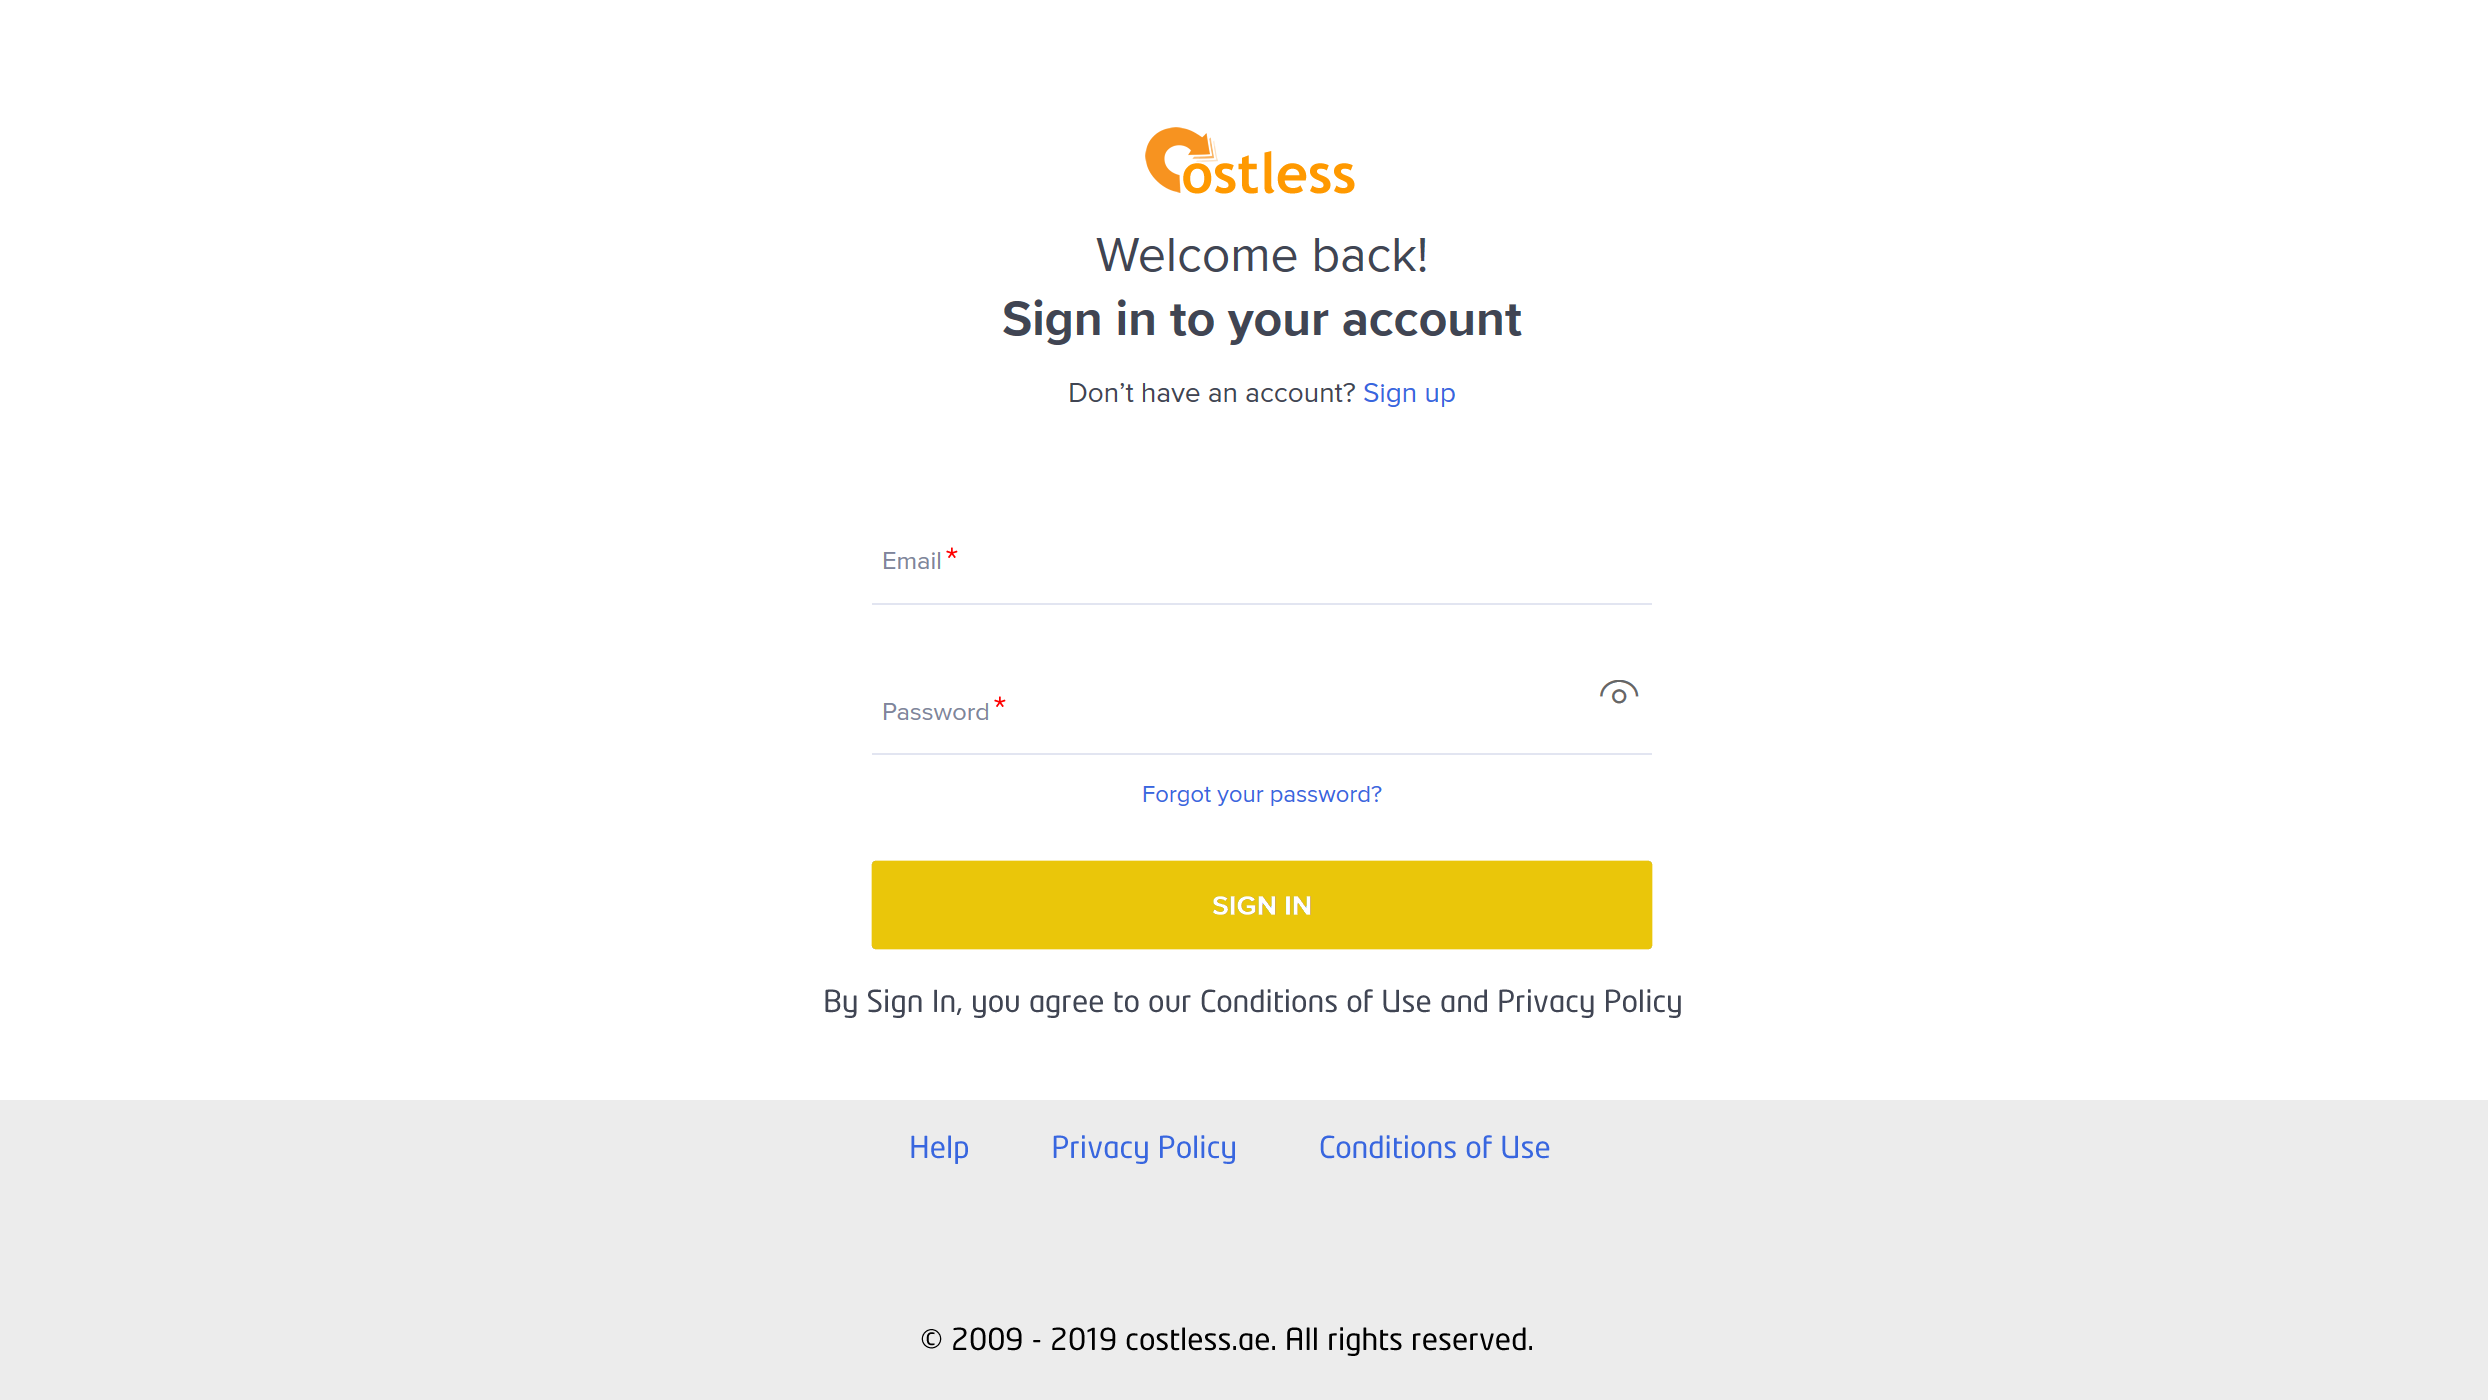 Costless
Welcome back!
Sign in to your account
Don’t have an account? Sign up
Email *
Password *
Forgot your password?
SIGN IN
By Sign In, you agree to our Conditions of Use and Privacy Policy
Help Privacy Policy Conditions of Use
© 2009 - 2019 costless.ae. All rights reserved.